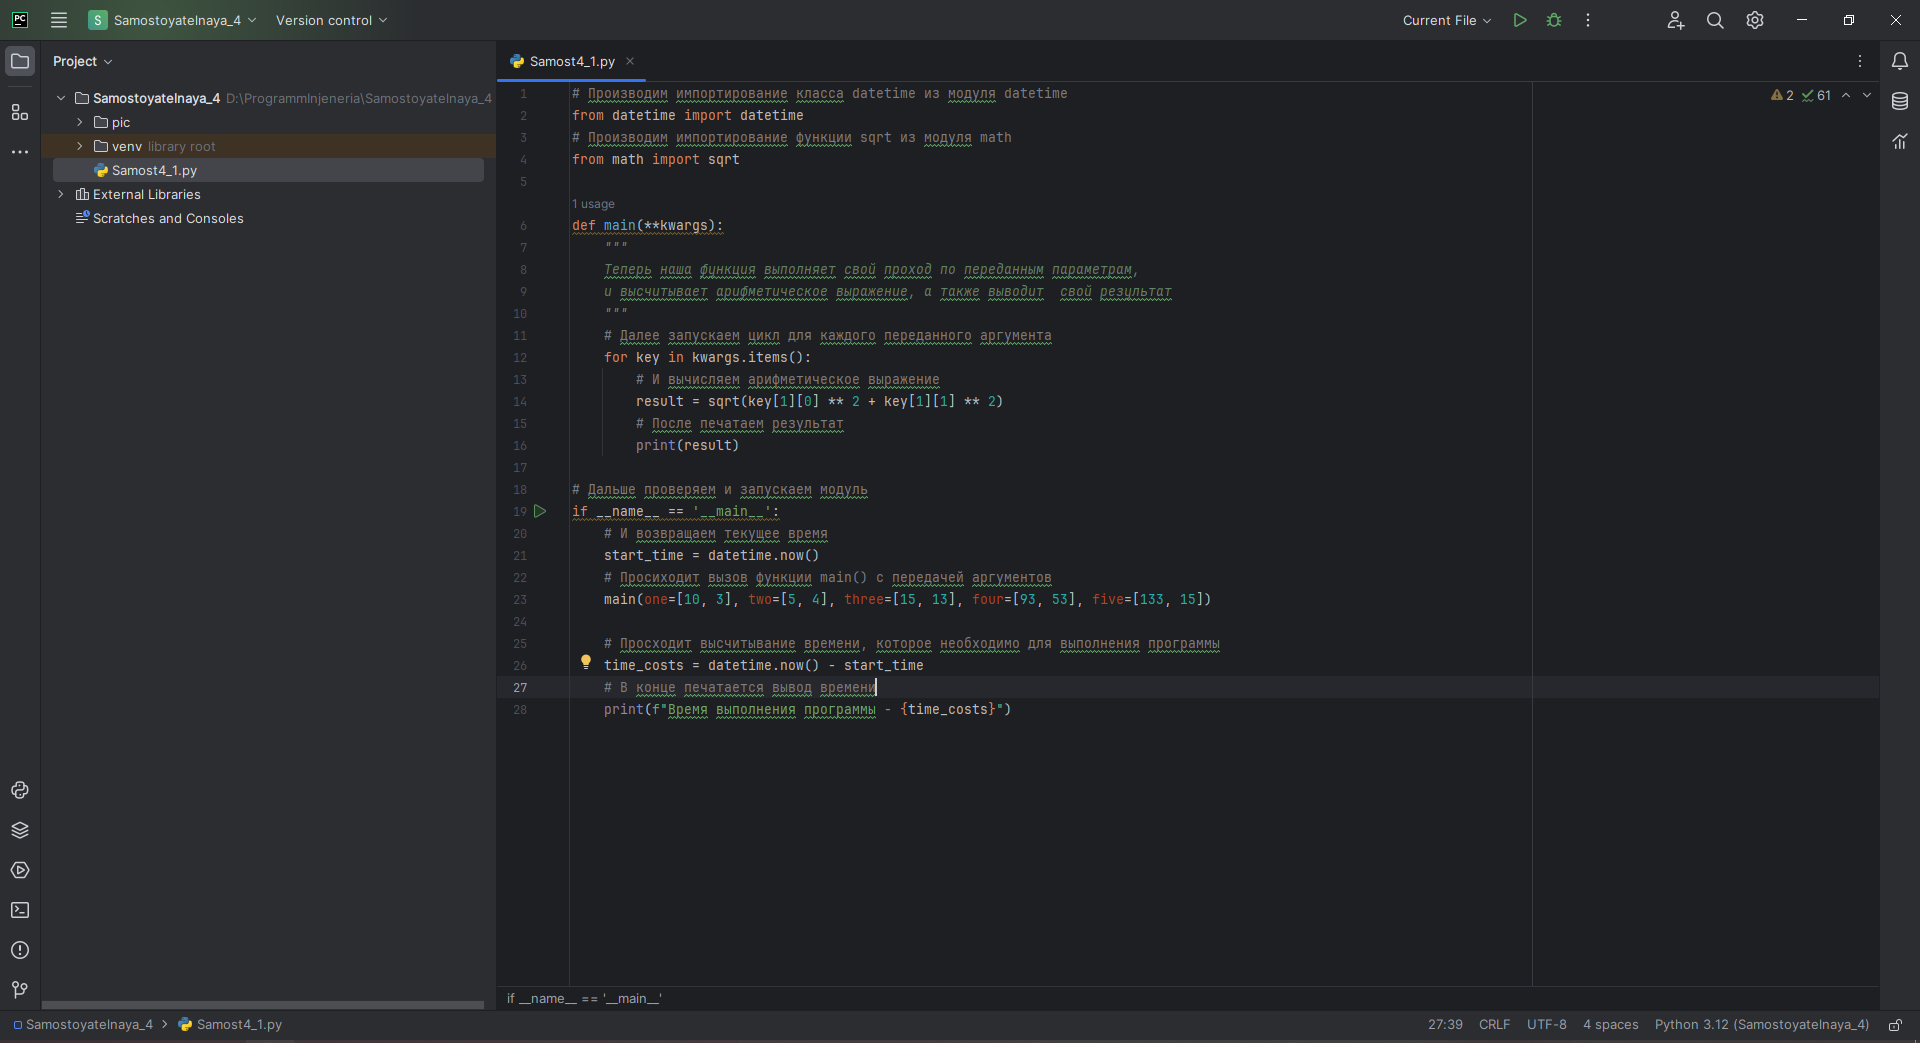 PC
S Samostoyatelnaya_4
Version control
Current File
Project
Samostoyatelnaya_4 D:\ProgrammInjeneria\Samostoyatelnaya_4
pic
venv library root
Samost4_1.py
External Libraries
Scratches and Consoles
Samost4_1.py
2 61
1 # Производим импортирование класса datetime из модуля datetime
2 from datetime import datetime
3 # Производим импортирование функции sqrt из модуля math
4 from math import sqrt
5
1 usage
6 def main(**kwargs):
7 """
8 Теперь наша функция выполняет свой проход по переданным параметрам,
9 и высчитывает арифметическое выражение, а также выводит  свой результат
10 """
11 # Далее запускаем цикл для каждого переданного аргумента
12 for key in kwargs.items():
13 # И вычисляем арифметическое выражение
14 result = sqrt(key[1][0] ** 2 + key[1][1] ** 2)
15 # После печатаем результат
16 print(result)
17
18 # Дальше проверяем и запускаем модуль
19 if __name__ == '__main__':
20 # И возвращаем текущее время
21 start_time = datetime.now()
22 # Просиходит вызов функции main() с передачей аргументов
23 main(one=[10, 3], two=[5, 4], three=[15, 13], four=[93, 53], five=[133, 15])
24
25 # Просходит высчитывание времени, которое необходимо для выполнения программы
26 time_costs = datetime.now() - start_time
27 # В конце печатается вывод времени
28 print(f"Время выполнения программы - {time_costs}")
if __name__ == '__main__'
Samostoyatelnaya_4 > Samost4_1.py
27:39 CRLF UTF-8 4 spaces Python 3.12 (Samostoyatelnaya_4)